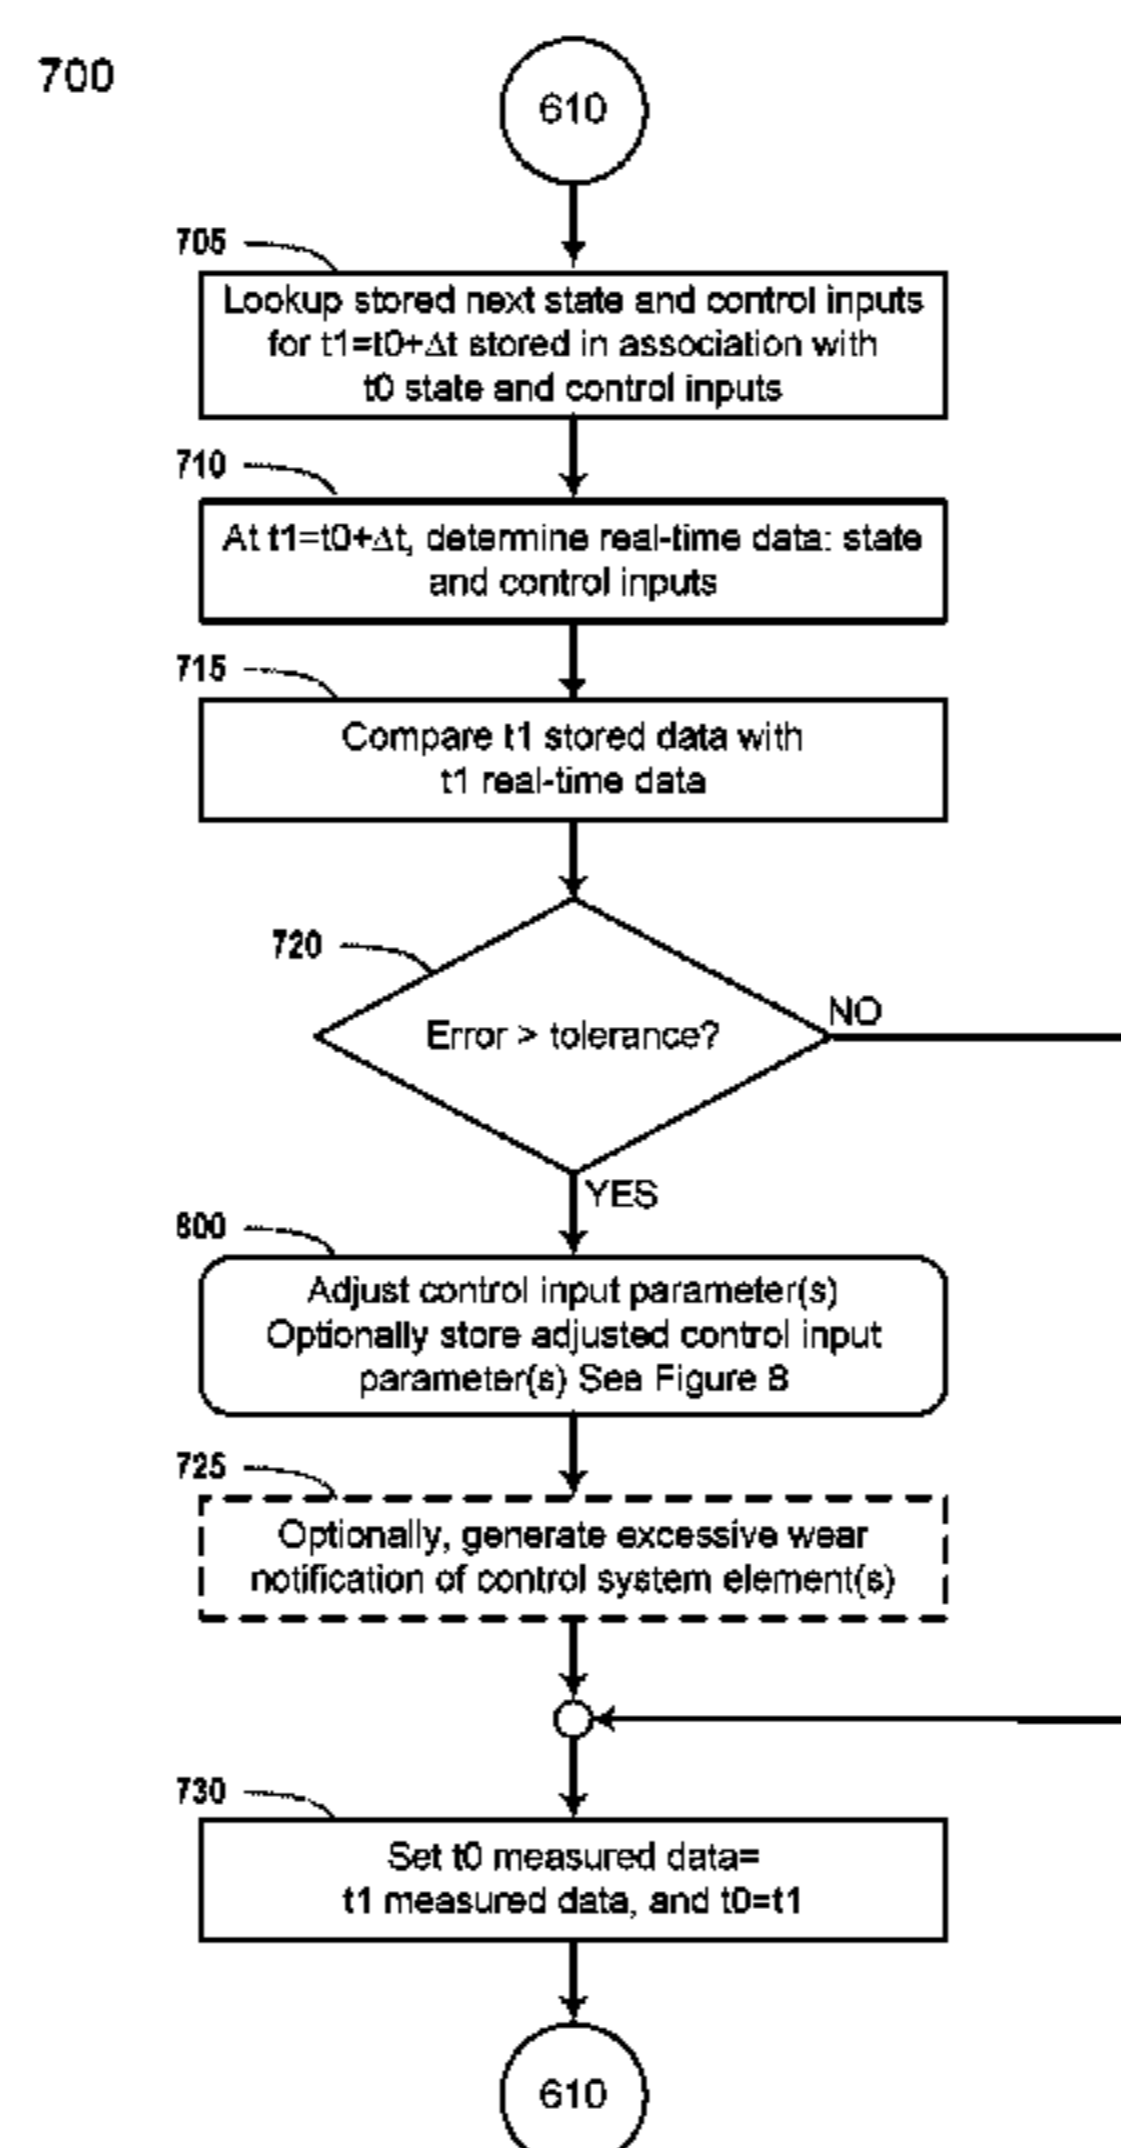 700
610
705
Lookup stored next state and control inputs
for t1=t0+Δt stored in association with
t0 state and control inputs
710
At t1=t0+Δt, determine real-time data: state
and control inputs
715
Compare t1 stored data with
t1 real-time data
720
Error > tolerance?
NO
YES
800
Adjust control input parameter(s)
Optionally store adjusted control input
parameter(s) See Figure 8
725
Optionally, generate excessive wear
notification of control system element(s)
730
Set t0 measured data=
t1 measured data, and t0=t1
610